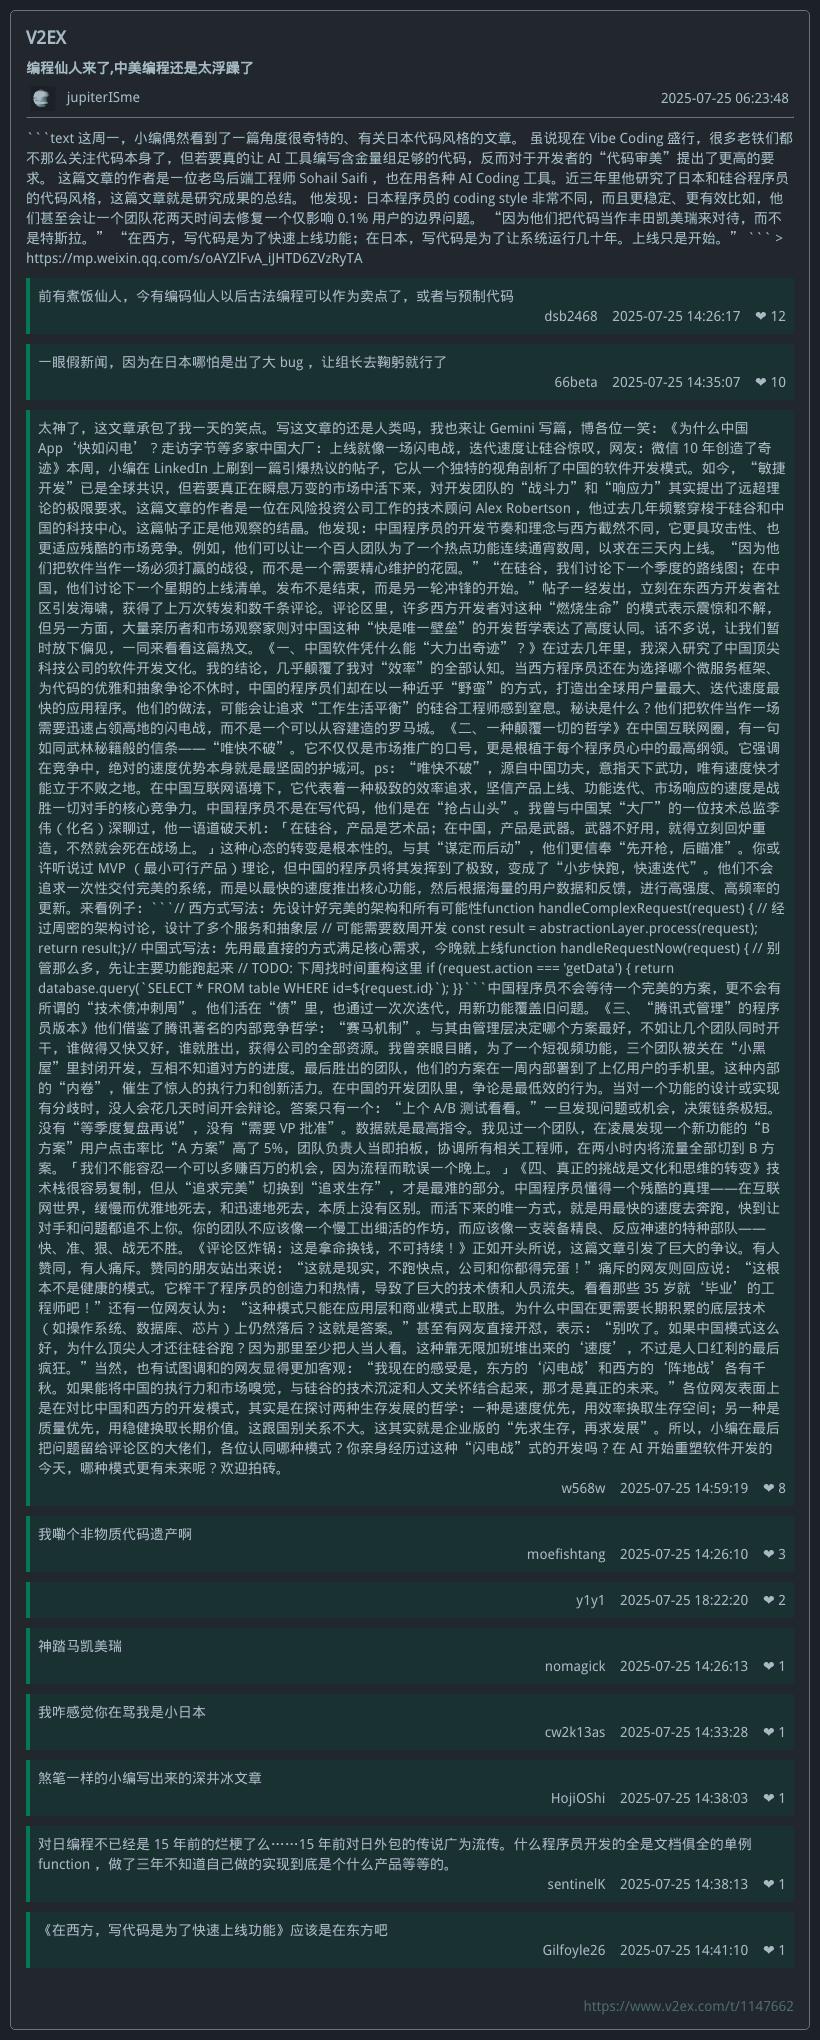 V2EX
编程仙人来了,中美编程还是太浮躁了
jupiterISme 2025-07-25 06:23:48
```text 这周一，小编偶然看到了一篇角度很奇特的、有关日本代码风格的文章。 虽说现在 Vibe Coding 盛行，很多老铁们都
不那么关注代码本身了，但若要真的让 AI 工具编写含金量组足够的代码，反而对于开发者的“代码审美”提出了更高的要
求。 这篇文章的作者是一位老鸟后端工程师 Sohail Saifi ，也在用各种 AI Coding 工具。近三年里他研究了日本和硅谷程序员
的代码风格，这篇文章就是研究成果的总结。 他发现：日本程序员的 coding style 非常不同，而且更稳定、更有效比如，他
们甚至会让一个团队花两天时间去修复一个仅影响 0.1% 用户的边界问题。 “因为他们把代码当作丰田凯美瑞来对待，而不
是特斯拉。” “在西方，写代码是为了快速上线功能；在日本，写代码是为了让系统运行几十年。上线只是开始。” ``` >
https://mp.weixin.qq.com/s/oAYZlFvA_iJHTD6ZVzRyTA
前有煮饭仙人，今有编码仙人以后古法编程可以作为卖点了，或者与预制代码
dsb2468 2025-07-25 14:26:17 ❤ 12
一眼假新闻，因为在日本哪怕是出了大 bug ，让组长去鞠躬就行了
66beta 2025-07-25 14:35:07 ❤ 10
太神了，这文章承包了我一天的笑点。写这文章的还是人类吗，我也来让 Gemini 写篇，博各位一笑: 《为什么中国
App‘快如闪电’？走访字节等多家中国大厂：上线就像一场闪电战，迭代速度让硅谷惊叹，网友：微信 10 年创造了奇
迹》本周，小编在 LinkedIn 上刷到一篇引爆热议的帖子，它从一个独特的视角剖析了中国的软件开发模式。如今，“敏捷
开发”已是全球共识，但若要真正在瞬息万变的市场中活下来，对开发团队的“战斗力”和“响应力”其实提出了远超理
论的极限要求。这篇文章的作者是一位在风险投资公司工作的技术顾问 Alex Robertson ，他过去几年频繁穿梭于硅谷和中
国的科技中心。这篇帖子正是他观察的结晶。他发现：中国程序员的开发节奏和理念与西方截然不同，它更具攻击性、也
更适应残酷的市场竞争。例如，他们可以让一个百人团队为了一个热点功能连续通宵数周，以求在三天内上线。“因为他
们把软件当作一场必须打赢的战役，而不是一个需要精心维护的花园。”“在硅谷，我们讨论下一个季度的路线图；在中
国，他们讨论下一个星期的上线清单。发布不是结束，而是另一轮冲锋的开始。”帖子一经发出，立刻在东西方开发者社
区引发海啸，获得了上万次转发和数千条评论。评论区里，许多西方开发者对这种“燃烧生命”的模式表示震惊和不解，
但另一方面，大量亲历者和市场观察家则对中国这种“快是唯一壁垒”的开发哲学表达了高度认同。话不多说，让我们暂
时放下偏见，一同来看看这篇热文。《一、中国软件凭什么能“大力出奇迹”？》在过去几年里，我深入研究了中国顶尖
科技公司的软件开发文化。我的结论，几乎颠覆了我对“效率”的全部认知。当西方程序员还在为选择哪个微服务框架、
为代码的优雅和抽象争论不休时，中国的程序员们却在以一种近乎“野蛮”的方式，打造出全球用户量最大、迭代速度最
快的应用程序。他们的做法，可能会让追求“工作生活平衡”的硅谷工程师感到窒息。秘诀是什么？他们把软件当作一场
需要迅速占领高地的闪电战，而不是一个可以从容建造的罗马城。《二、一种颠覆一切的哲学》在中国互联网圈，有一句
如同武林秘籍般的信条——“唯快不破”。它不仅仅是市场推广的口号，更是根植于每个程序员心中的最高纲领。它强调
在竞争中，绝对的速度优势本身就是最坚固的护城河。ps: “唯快不破”，源自中国功夫，意指天下武功，唯有速度快才
能立于不败之地。在中国互联网语境下，它代表着一种极致的效率追求，坚信产品上线、功能迭代、市场响应的速度是战
胜一切对手的核心竞争力。中国程序员不是在写代码，他们是在“抢占山头”。我曾与中国某“大厂”的一位技术总监李
伟（化名）深聊过，他一语道破天机：「在硅谷，产品是艺术品；在中国，产品是武器。武器不好用，就得立刻回炉重
造，不然就会死在战场上。」这种心态的转变是根本性的。与其“谋定而后动”，他们更信奉“先开枪，后瞄准”。你或
许听说过 MVP （最小可行产品）理论，但中国的程序员将其发挥到了极致，变成了“小步快跑，快速迭代”。他们不会
追求一次性交付完美的系统，而是以最快的速度推出核心功能，然后根据海量的用户数据和反馈，进行高强度、高频率的
更新。来看例子: ```// 西方式写法: 先设计好完美的架构和所有可能性function handleComplexRequest(request) { // 经
过周密的架构讨论，设计了多个服务和抽象层 // 可能需要数周开发 const result = abstractionLayer.process(request);
return result;}// 中国式写法: 先用最直接的方式满足核心需求，今晚就上线function handleRequestNow(request) { // 别
管那么多，先让主要功能跑起来 // TODO: 下周找时间重构这里 if (request.action === 'getData') { return
database.query(`SELECT * FROM table WHERE id=${request.id}`); }}```中国程序员不会等待一个完美的方案，更不会有
所谓的“技术债冲刺周”。他们活在“债”里，也通过一次次迭代，用新功能覆盖旧问题。《三、“腾讯式管理”的程序
员版本》他们借鉴了腾讯著名的内部竞争哲学：“赛马机制”。与其由管理层决定哪个方案最好，不如让几个团队同时开
干，谁做得又快又好，谁就胜出，获得公司的全部资源。我曾亲眼目睹，为了一个短视频功能，三个团队被关在“小黑
屋”里封闭开发，互相不知道对方的进度。最后胜出的团队，他们的方案在一周内部署到了上亿用户的手机里。这种内部
的“内卷”，催生了惊人的执行力和创新活力。在中国的开发团队里，争论是最低效的行为。当对一个功能的设计或实现
有分歧时，没人会花几天时间开会辩论。答案只有一个：“上个 A/B 测试看看。”一旦发现问题或机会，决策链条极短。
没有“等季度复盘再说”，没有“需要 VP 批准”。数据就是最高指令。我见过一个团队，在凌晨发现一个新功能的“B
方案”用户点击率比“A 方案”高了 5%，团队负责人当即拍板，协调所有相关工程师，在两小时内将流量全部切到 B 方
案。「我们不能容忍一个可以多赚百万的机会，因为流程而耽误一个晚上。」《四、真正的挑战是文化和思维的转变》技
术栈很容易复制，但从“追求完美”切换到“追求生存”，才是最难的部分。中国程序员懂得一个残酷的真理——在互联
网世界，缓慢而优雅地死去，和迅速地死去，本质上没有区别。而活下来的唯一方式，就是用最快的速度去奔跑，快到让
对手和问题都追不上你。你的团队不应该像一个慢工出细活的作坊，而应该像一支装备精良、反应神速的特种部队——
快、准、狠、战无不胜。《评论区炸锅：这是拿命换钱，不可持续！》正如开头所说，这篇文章引发了巨大的争议。有人
赞同，有人痛斥。赞同的朋友站出来说：“这就是现实，不跑快点，公司和你都得完蛋！”痛斥的网友则回应说：“这根
本不是健康的模式。它榨干了程序员的创造力和热情，导致了巨大的技术债和人员流失。看看那些 35 岁就‘毕业’的工
程师吧！”还有一位网友认为：“这种模式只能在应用层和商业模式上取胜。为什么中国在更需要长期积累的底层技术
（如操作系统、数据库、芯片）上仍然落后？这就是答案。”甚至有网友直接开怼，表示：“别吹了。如果中国模式这么
好，为什么顶尖人才还往硅谷跑？因为那里至少把人当人看。这种靠无限加班堆出来的‘速度’，不过是人口红利的最后
疯狂。”当然，也有试图调和的网友显得更加客观：“我现在的感受是，东方的‘闪电战’和西方的‘阵地战’各有千
秋。如果能将中国的执行力和市场嗅觉，与硅谷的技术沉淀和人文关怀结合起来，那才是真正的未来。”各位网友表面上
是在对比中国和西方的开发模式，其实是在探讨两种生存发展的哲学：一种是速度优先，用效率换取生存空间；另一种是
质量优先，用稳健换取长期价值。这跟国别关系不大。这其实就是企业版的“先求生存，再求发展”。所以，小编在最后
把问题留给评论区的大佬们，各位认同哪种模式？你亲身经历过这种“闪电战”式的开发吗？在 AI 开始重塑软件开发的
今天，哪种模式更有未来呢？欢迎拍砖。
w568w 2025-07-25 14:59:19 ❤ 8
我嘞个非物质代码遗产啊
moefishtang 2025-07-25 14:26:10 ❤ 3
y1y1 2025-07-25 18:22:20 ❤ 2
神踏马凯美瑞
nomagick 2025-07-25 14:26:13 ❤ 1
我咋感觉你在骂我是小日本
cw2k13as 2025-07-25 14:33:28 ❤ 1
煞笔一样的小编写出来的深井冰文章
HojiOShi 2025-07-25 14:38:03 ❤ 1
对日编程不已经是 15 年前的烂梗了么……15 年前对日外包的传说广为流传。什么程序员开发的全是文档俱全的单例
function ，做了三年不知道自己做的实现到底是个什么产品等等的。
sentinelK 2025-07-25 14:38:13 ❤ 1
《在西方，写代码是为了快速上线功能》应该是在东方吧
Gilfoyle26 2025-07-25 14:41:10 ❤ 1
https://www.v2ex.com/t/1147662